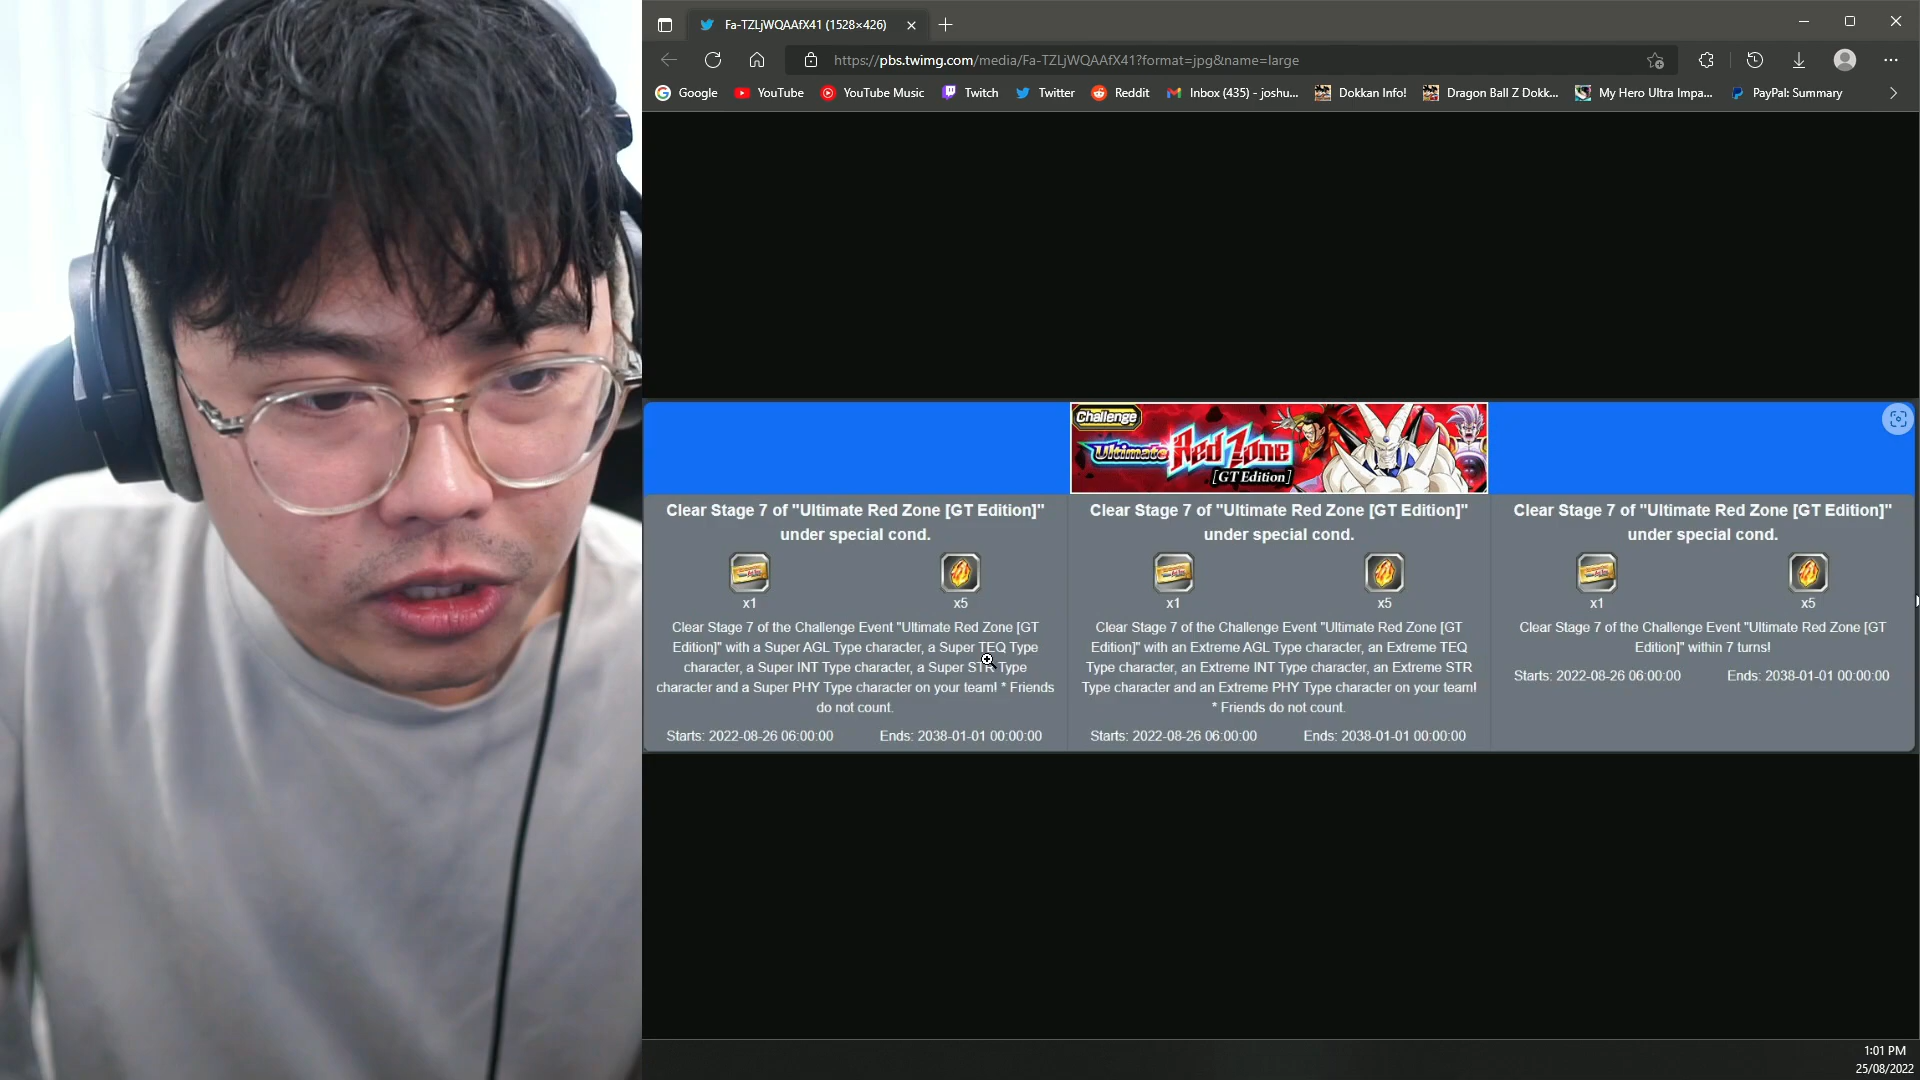 Fa-TZLjWQAAfX41 (1528×426)
https://pbs.twimg.com/media/Fa-TZLjWQAAfX41?format=jpg&name=large
Google YouTube YouTube Music Twitch Twitter Reddit Inbox (435) - joshu... Dokkan Info! Dragon Ball Z Dokk... My Hero Ultra Impa... PayPal: Summary
Challenge
Ultimate Red Zone
[GT Edition]
Clear Stage 7 of "Ultimate Red Zone [GT Edition]"
under special cond.
x1 x5
Clear Stage 7 of the Challenge Event "Ultimate Red Zone [GT
Edition]" with a Super AGL Type character, a Super TEQ Type
character, a Super INT Type character, a Super STR Type
character and a Super PHY Type character on your team! * Friends
do not count.
Starts: 2022-08-26 06:00:00 Ends: 2038-01-01 00:00:00
Clear Stage 7 of "Ultimate Red Zone [GT Edition]"
under special cond.
x1 x5
Clear Stage 7 of the Challenge Event "Ultimate Red Zone [GT
Edition]" with an Extreme AGL Type character, an Extreme TEQ
Type character, an Extreme INT Type character, an Extreme STR
Type character and an Extreme PHY Type character on your team!
* Friends do not count.
Starts: 2022-08-26 06:00:00 Ends: 2038-01-01 00:00:00
Clear Stage 7 of "Ultimate Red Zone [GT Edition]"
under special cond.
x1 x5
Clear Stage 7 of the Challenge Event "Ultimate Red Zone [GT
Edition]" within 7 turns!
Starts: 2022-08-26 06:00:00 Ends: 2038-01-01 00:00:00
1:01 PM
25/08/2022